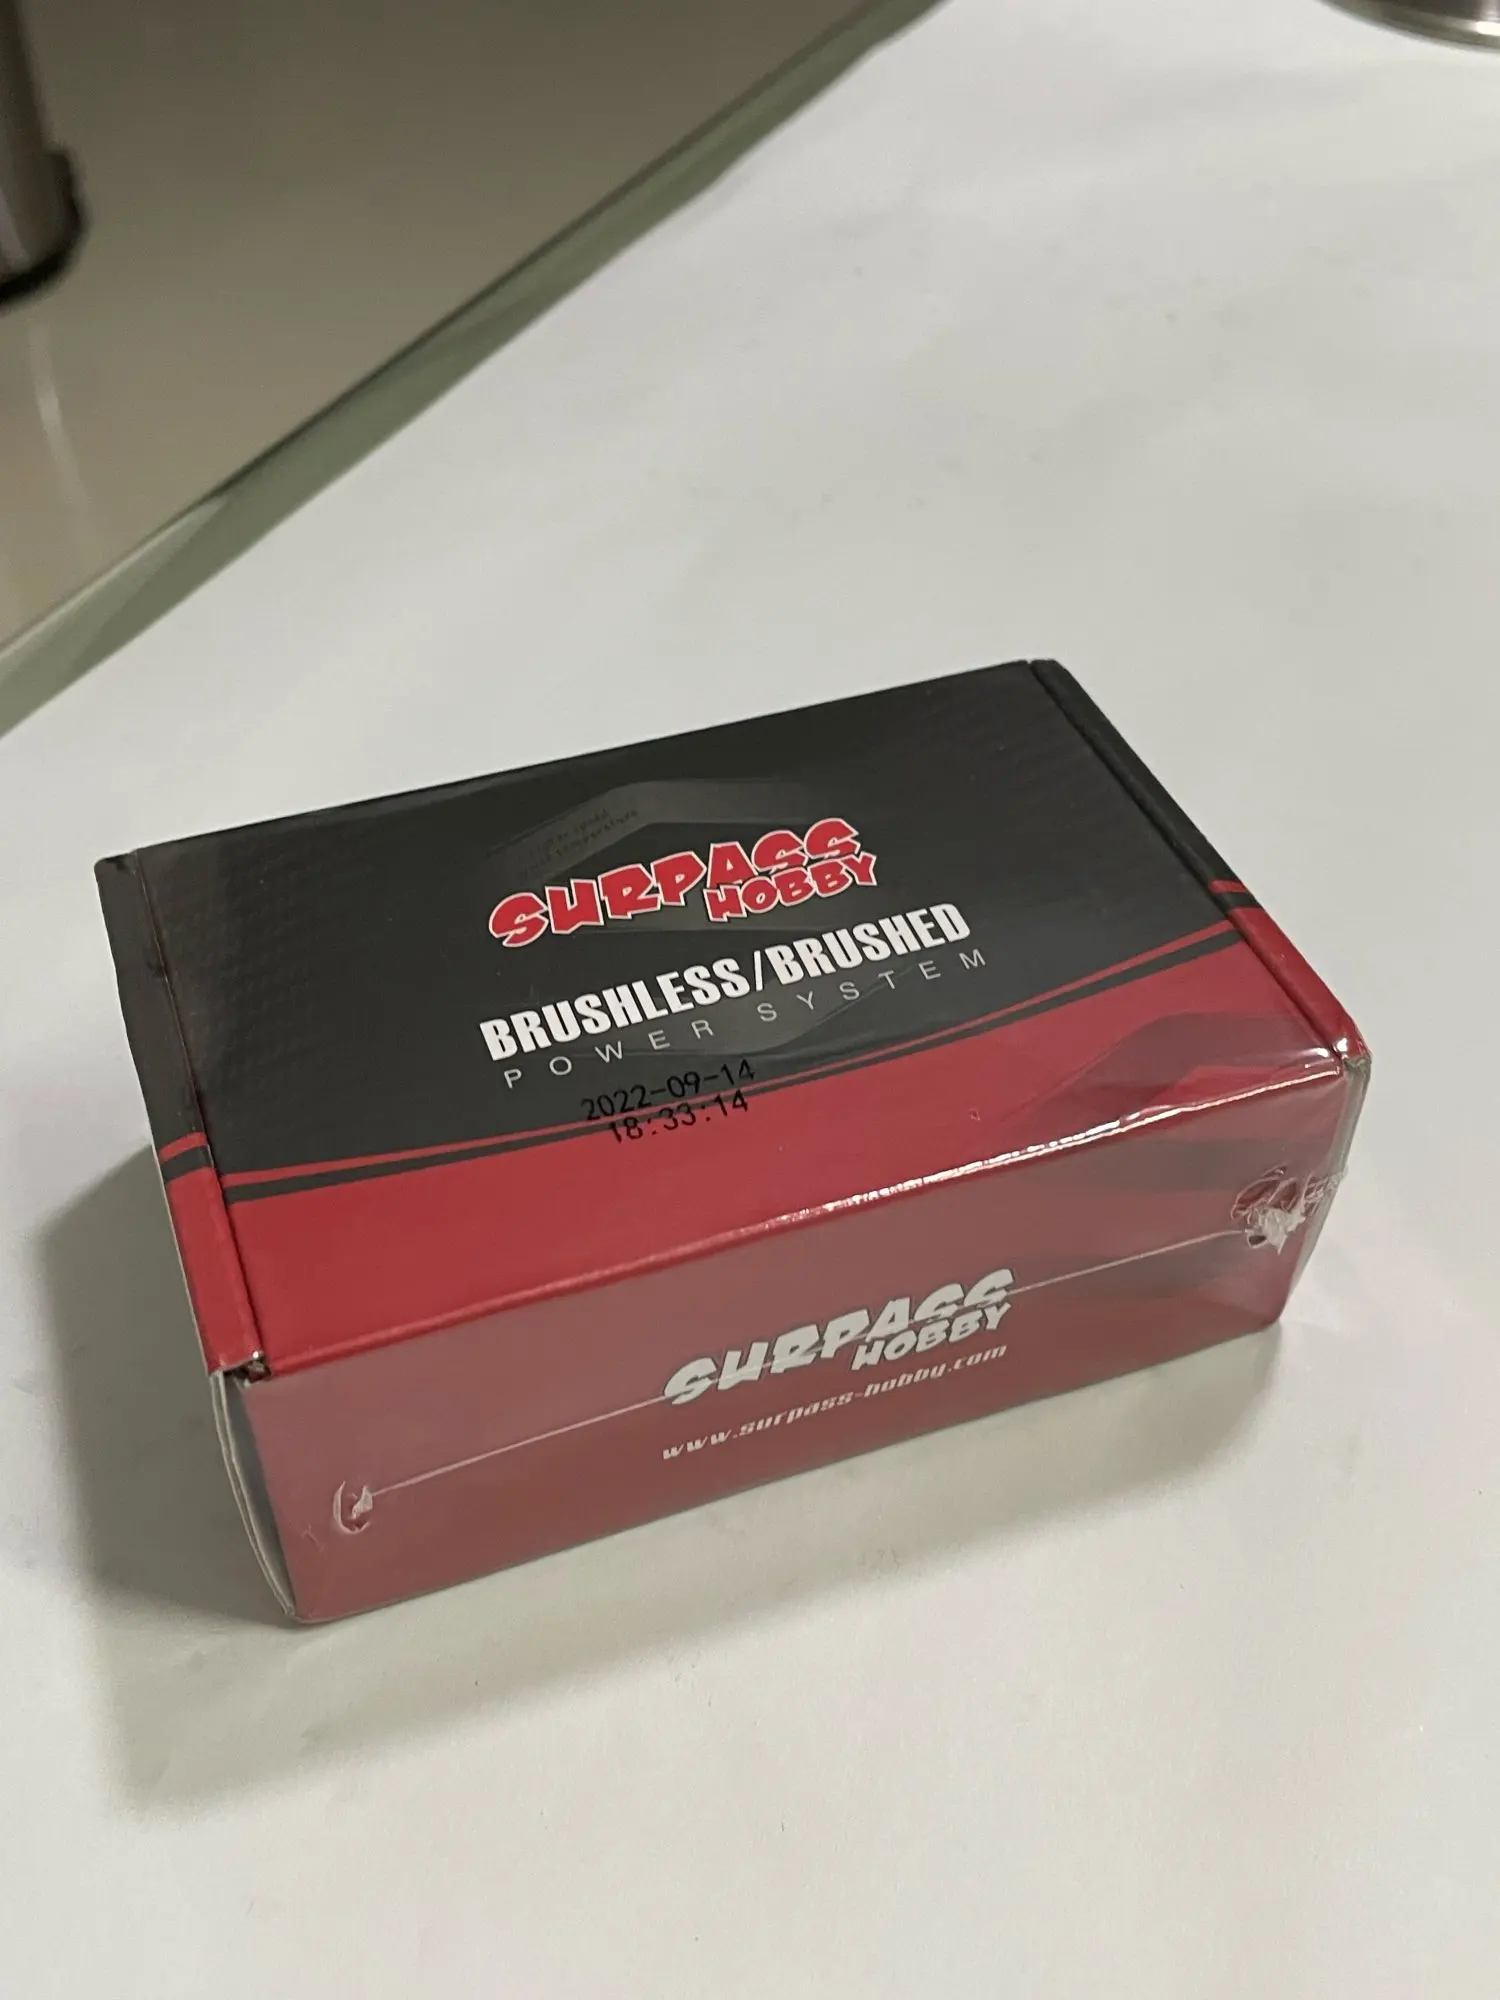 SURPASS
HOBBY
BRUSHLESS/BRUSHED
POWER SYSTEM
2022-09-14
18:33:14
SURPASS
HOBBY
www.surpass-hobby.com